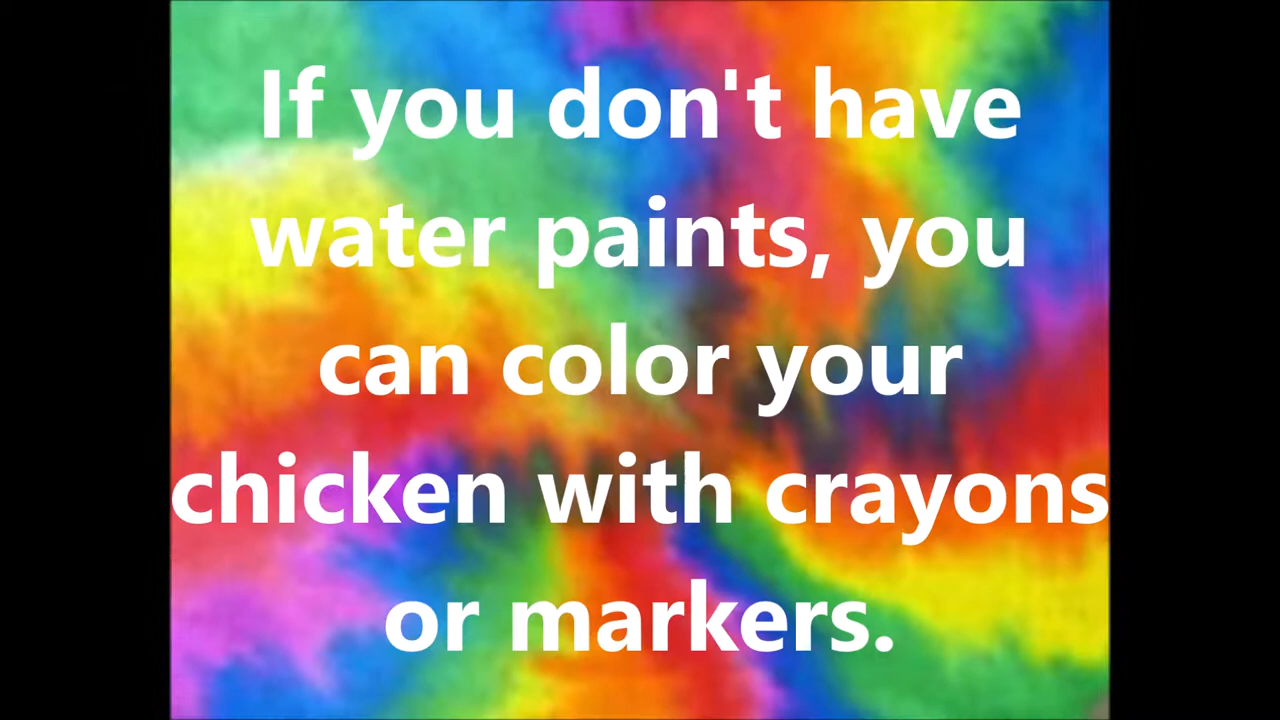 If you don't have
water paints, you
can color your
chicken with crayons
or markers.